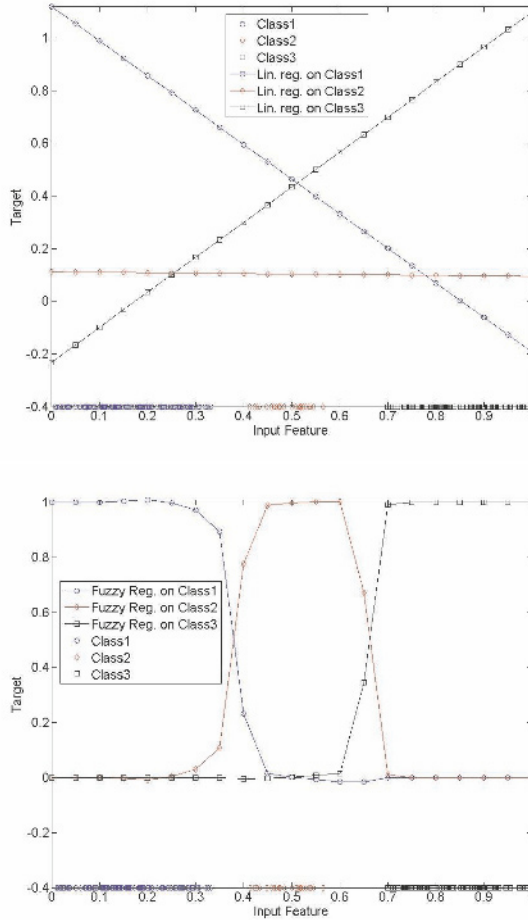 1
0.8
0.6
0.4
0.2
0
-0.2
-0.4
Target
Class1
Class2
Class3
Lin. reg. on Class1
Lin. reg. on Class2
Lin. reg. on Class3
0 0.1 0.2 0.3 0.4 0.5 0.6 0.7 0.8 0.9
Input Feature
1
0.8
0.6
0.4
0.2
0
-0.2
-0.4
Target
Fuzzy Reg. on Class1
Fuzzy Reg. on Class2
Fuzzy Reg. on Class3
Class1
Class2
Class3
0 0.1 0.2 0.3 0.4 0.5 0.6 0.7 0.8 0.9
Input Feature